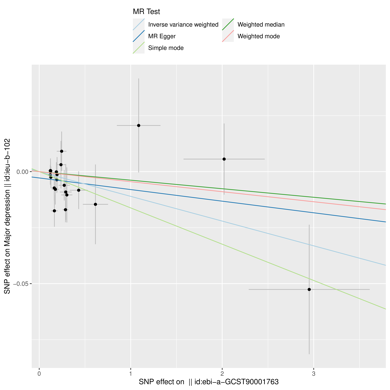 MR Test
Inverse variance weighted
Weighted median
MR Egger
Weighted mode
Simple mode
0.00
−0.05
0
1
2
3
SNP effect on Major depression || id:ieu−b−102
SNP effect on || id:ebi−a−GCST90001763